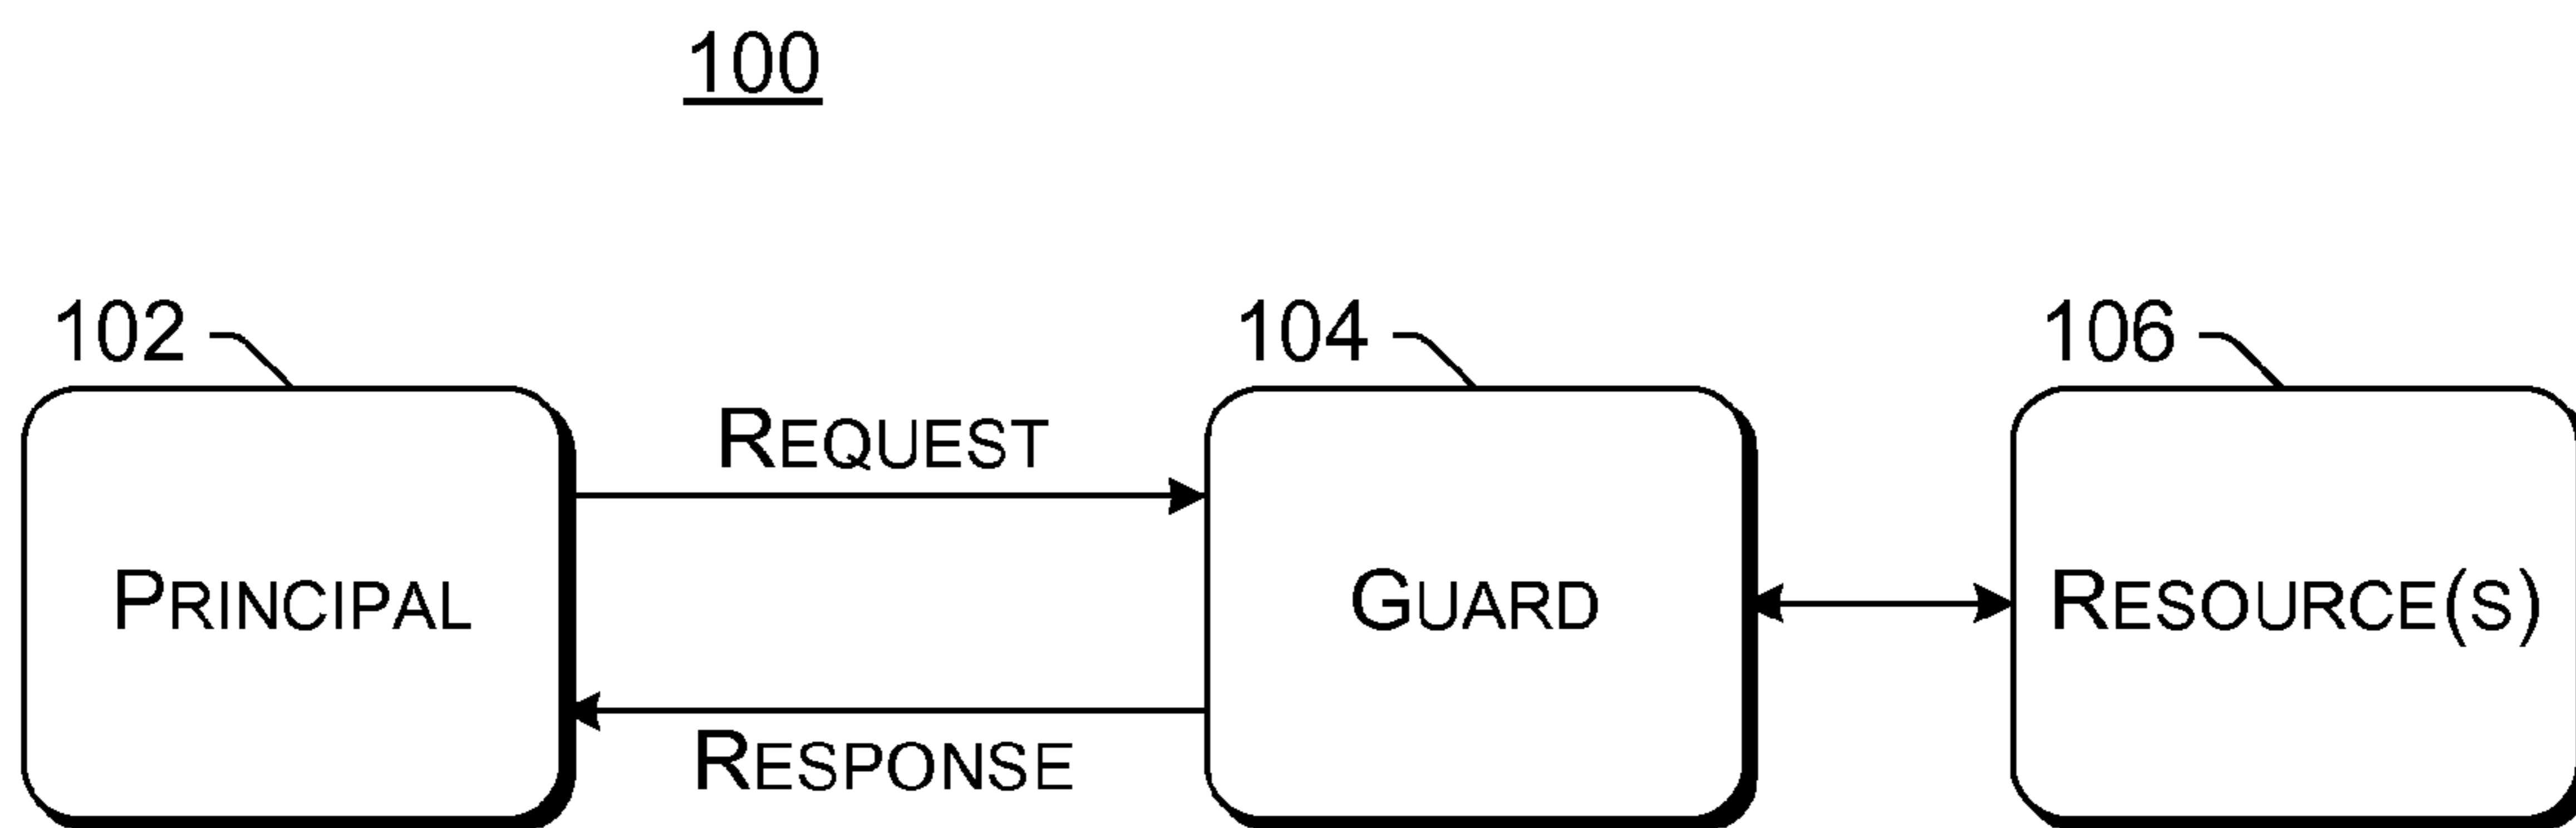 100
102
104
106
REQUEST
PRINCIPAL
GUARD
RESOURCE(S)
RESPONSE